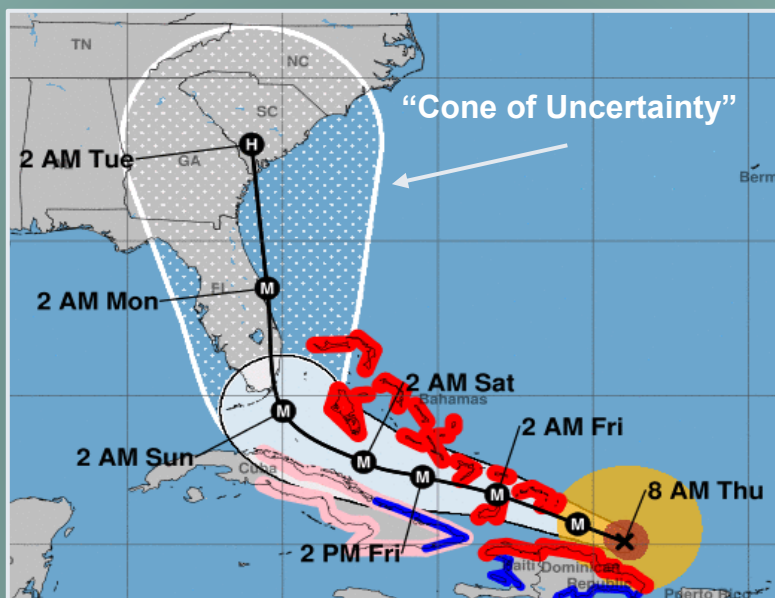 TN
NC
“Cone of Uncertainty”
SC
H
2 AM Tue
GA
Berm
FL
M
2 AM Mon
2 AM Sat
Bahamas
M
2 AM Fri
2 AM Sun
Cuba
M
M
M
8 AM Thu
M
2 PM Fri
Haiti
Dominican
Republic
Puerto Rico